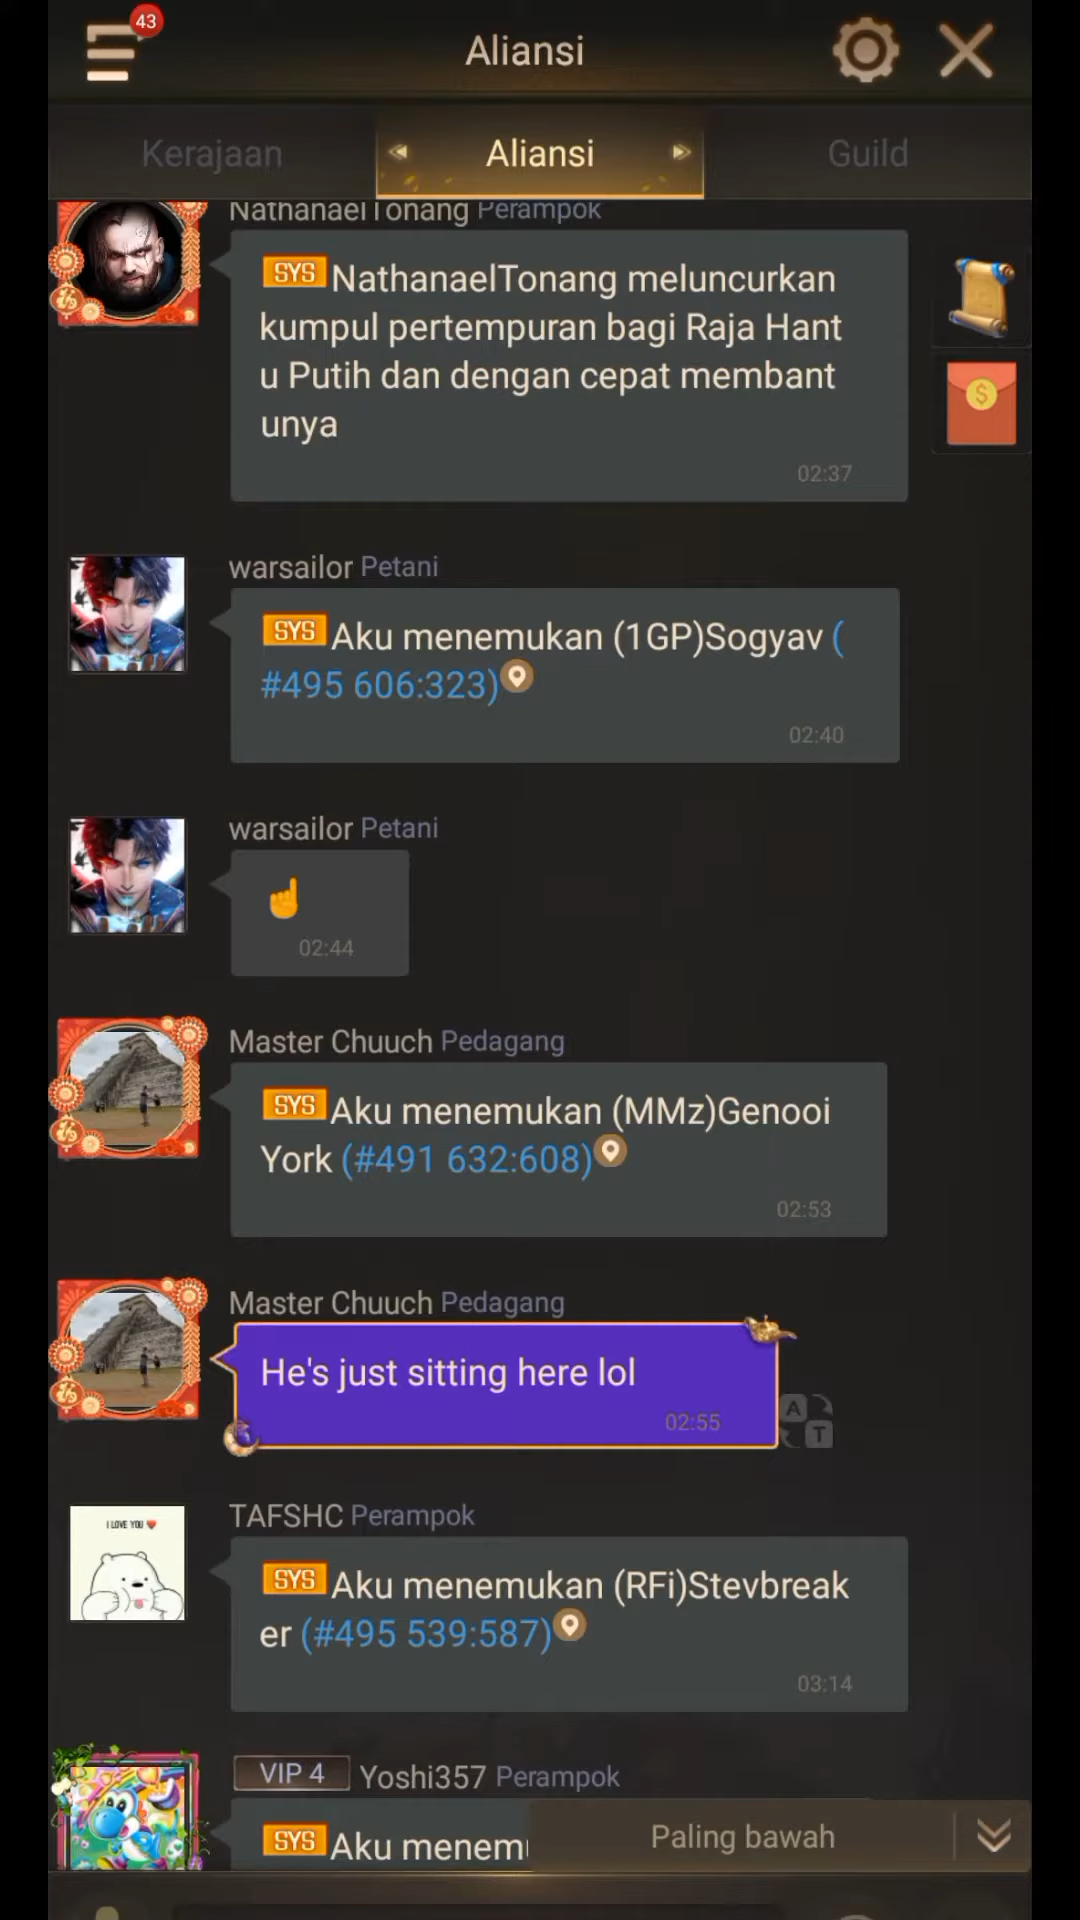 43
Aliansi
Kerajaan
Aliansi
Guild
NathanaelTonang Perampok
SYS NathanaelTonang meluncurkan
kumpul pertempuran bagi Raja Hant
u Putih dan dengan cepat membant
unya
02:37
warsailor Petani
SYS Aku menemukan (1GP)Sogyav (
#495 606:323)
02:40
warsailor Petani
☝
02:44
Master Chuuch Pedagang
SYS Aku menemukan (MMz)Genooi
York (#491 632:608)
02:53
Master Chuuch Pedagang
He's just sitting here lol
02:55
A
T
I LOVE YOU
TAFSHC Perampok
SYS Aku menemukan (RFi)Stevbreak
er (#495 539:587)
03:14
VIP 4 Yoshi357 Perampok
SYS Aku
Paling bawah